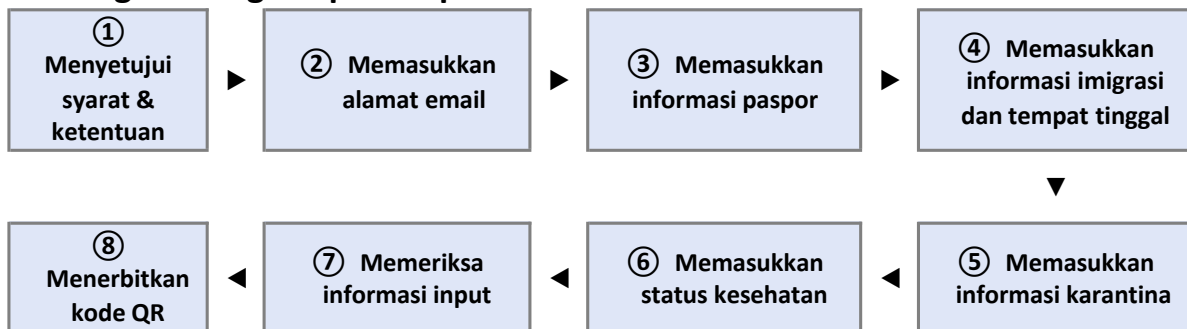 ①
Menyetujui
syarat &
ketentuan
② Memasukkan
alamat email
③ Memasukkan
informasi paspor
④ Memasukkan
informasi imigrasi
dan tempat tinggal
⑤ Memasukkan
informasi karantina
⑥ Memasukkan
status kesehatan
⑦ Memeriksa
informasi input
⑧
Menerbitkan
kode QR